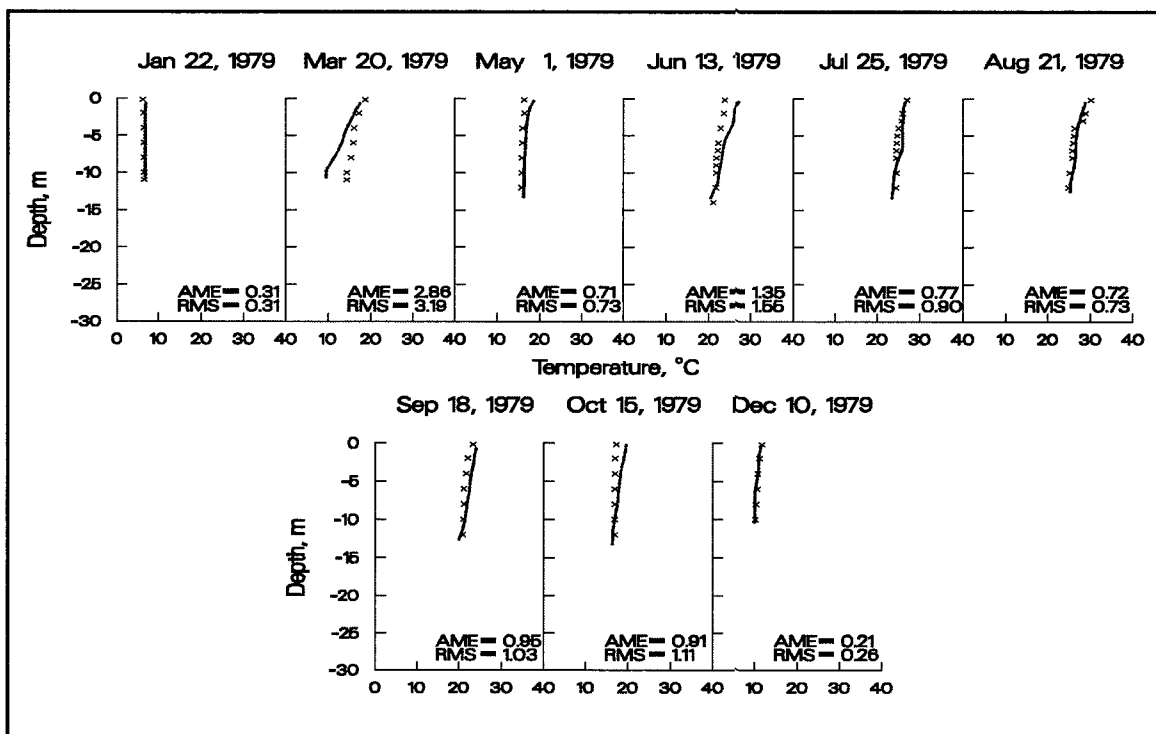 Jan 22, 1979 Mar 20, 1979 May 1, 1979 Jun 13, 1979 Jul 25, 1979 Aug 21, 1979
0
-5
-10
-15
-20
-25
-30
Depth, m
AME = 0.31 AME = 2.86 AME = 0.71 AME = 1.35 AME = 0.77 AME = 0.72
RMS = 0.31 RMS = 3.19 RMS = 0.73 RMS = 1.55 RMS = 0.90 RMS = 0.73
0 10 20 30 40 10 20 30 40 10 20 30 40 10 20 30 40 10 20 30 40 10 20 30 40
Temperature, °C
Sep 18, 1979 Oct 15, 1979 Dec 10, 1979
0
-5
-10
-15
-20
-25
-30
Depth, m
AME = 0.95 AME = 0.91 AME = 0.21
RMS = 1.03 RMS = 1.11 RMS = 0.26
0 10 20 30 40 10 20 30 40 10 20 30 40